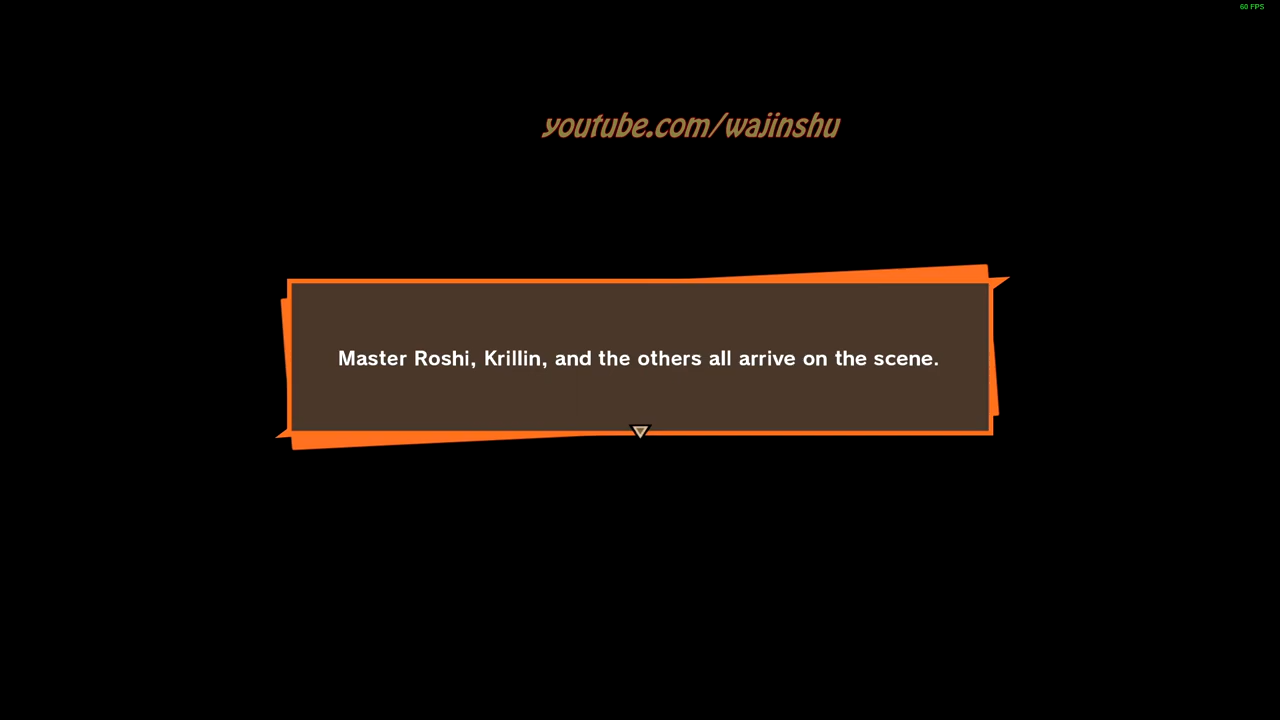 60 FPS
youtube.com/wajinshu
Master Roshi, Krillin, and the others all arrive on the scene.